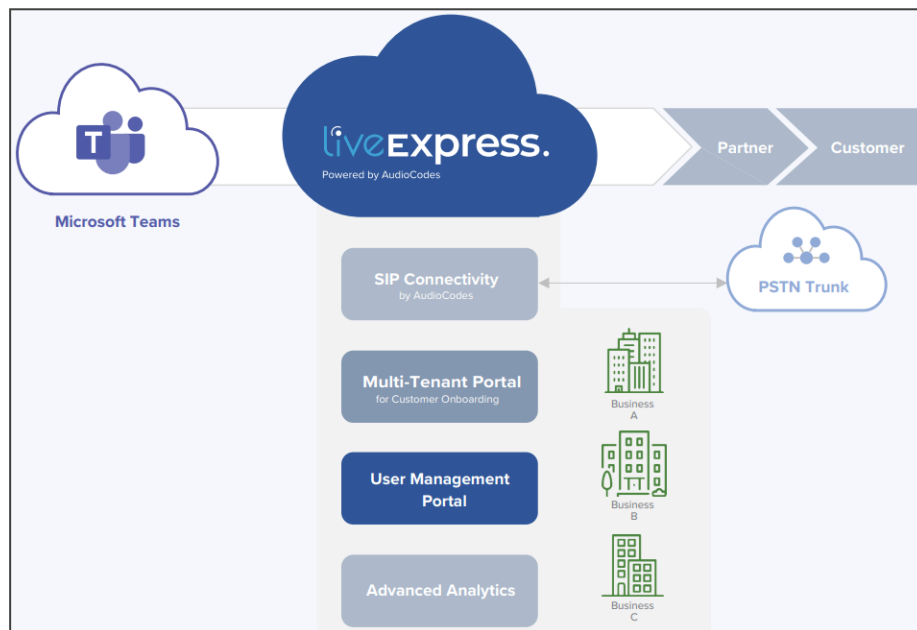 T
Microsoft Teams
liveExpress.
Powered by AudioCodes
Partner
Customer
SIP Connectivity
by AudioCodes
PSTN Trunk
Multi-Tenant Portal
for Customer Onboarding
Business
A
User Management
Portal
Business
B
Advanced Analytics
Business
C